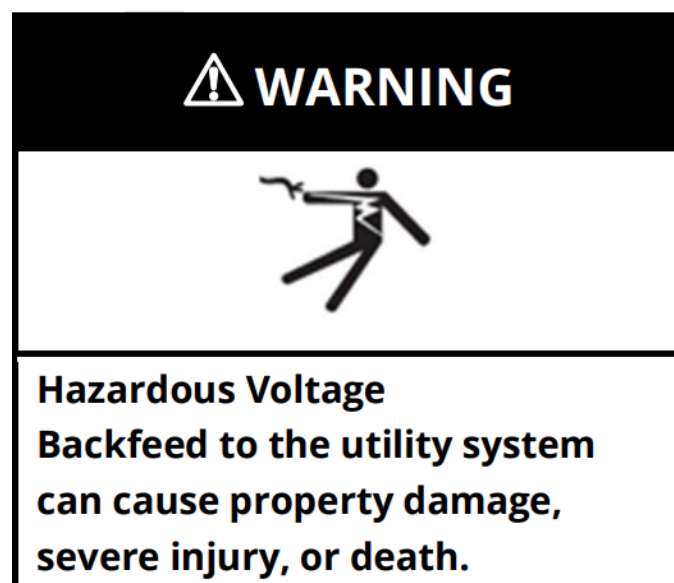 WARNING
Hazardous Voltage
Backfeed to the utility system
can cause property damage,
severe injury, or death.